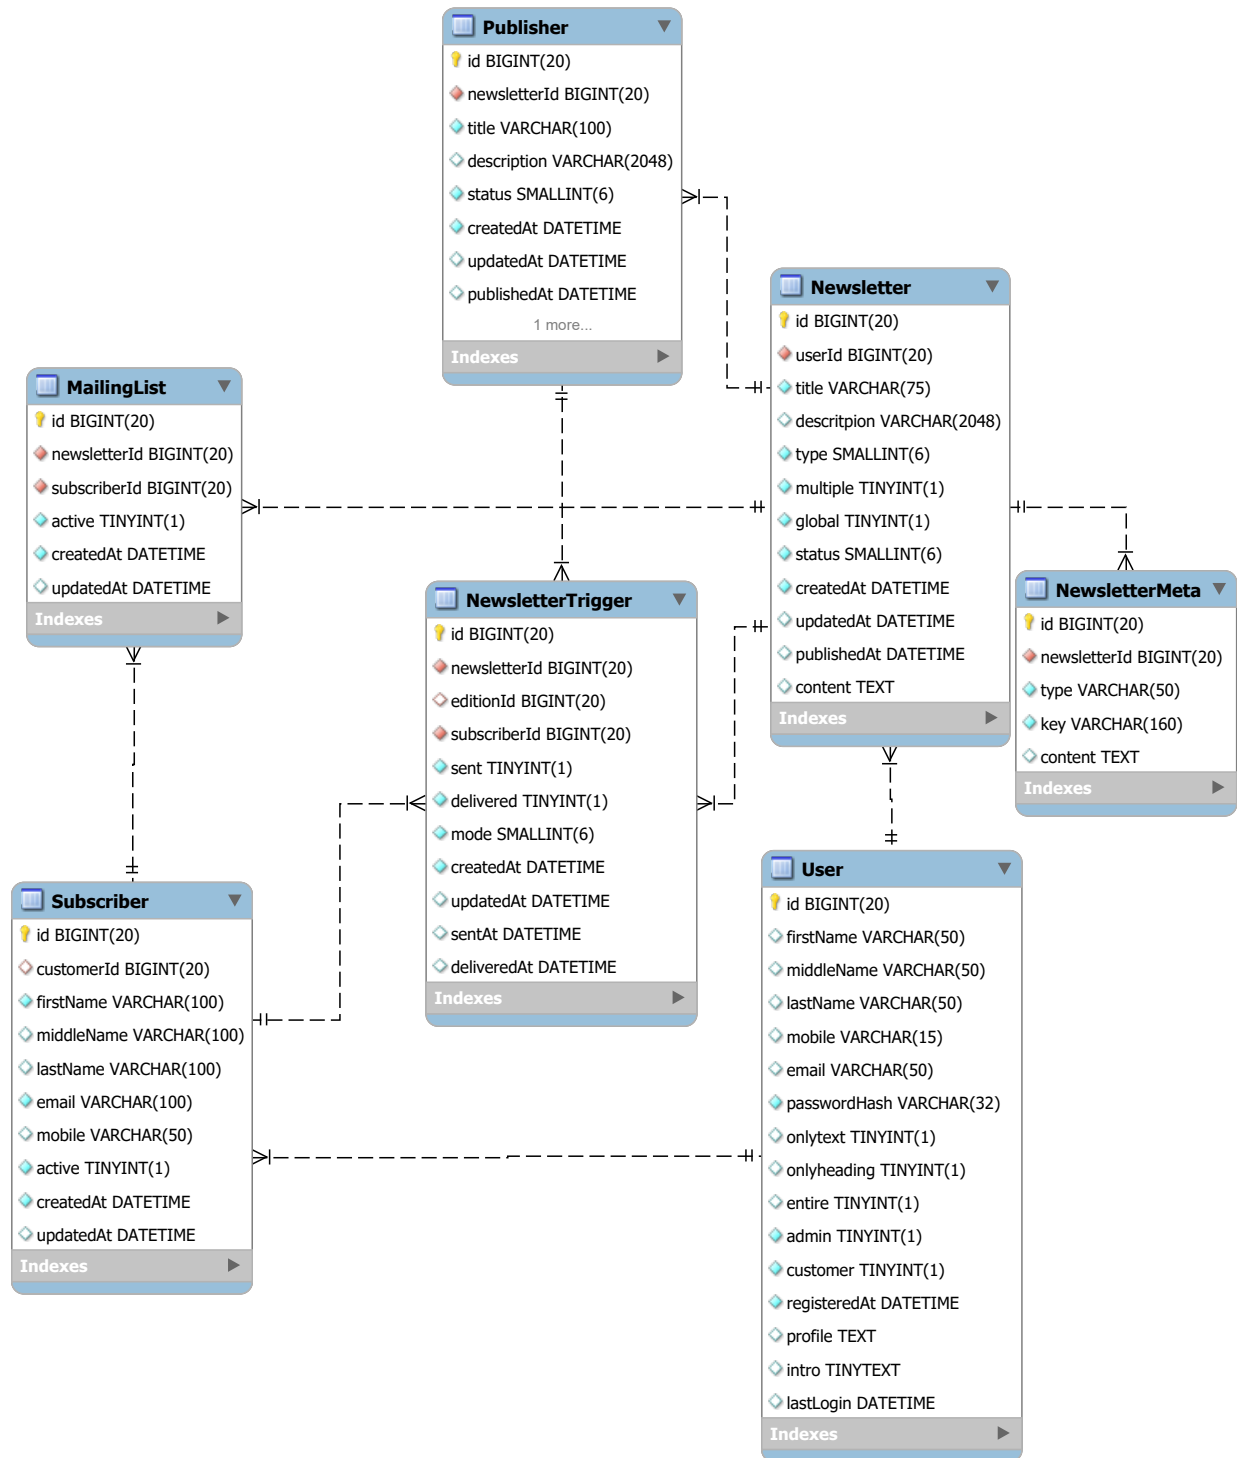 Publisher
id BIGINT(20)
newsletterId BIGINT(20)
title VARCHAR(100)
description VARCHAR(2048)
status SMALLINT(6)
createdAt DATETIME
updatedAt DATETIME
publishedAt DATETIME
1 more...
Indexes
Newsletter
id BIGINT(20)
userId BIGINT(20)
title VARCHAR(75)
descritpion VARCHAR(2048)
type SMALLINT(6)
multiple TINYINT(1)
global TINYINT(1)
status SMALLINT(6)
createdAt DATETIME
updatedAt DATETIME
publishedAt DATETIME
content TEXT
Indexes
MailingList
id BIGINT(20)
newsletterId BIGINT(20)
subscriberId BIGINT(20)
active TINYINT(1)
createdAt DATETIME
updatedAt DATETIME
Indexes
NewsletterTrigger
id BIGINT(20)
newsletterId BIGINT(20)
editionId BIGINT(20)
subscriberId BIGINT(20)
sent TINYINT(1)
delivered TINYINT(1)
mode SMALLINT(6)
createdAt DATETIME
updatedAt DATETIME
sentAt DATETIME
deliveredAt DATETIME
Indexes
NewsletterMeta
id BIGINT(20)
newsletterId BIGINT(20)
type VARCHAR(50)
key VARCHAR(160)
content TEXT
Indexes
Subscriber
id BIGINT(20)
customerId BIGINT(20)
firstName VARCHAR(100)
middleName VARCHAR(100)
lastName VARCHAR(100)
email VARCHAR(100)
mobile VARCHAR(50)
active TINYINT(1)
createdAt DATETIME
updatedAt DATETIME
Indexes
User
id BIGINT(20)
firstName VARCHAR(50)
middleName VARCHAR(50)
lastName VARCHAR(50)
mobile VARCHAR(15)
email VARCHAR(50)
passwordHash VARCHAR(32)
onlytext TINYINT(1)
onlyheading TINYINT(1)
entire TINYINT(1)
admin TINYINT(1)
customer TINYINT(1)
registeredAt DATETIME
profile TEXT
intro TINYTEXT
lastLogin DATETIME
Indexes